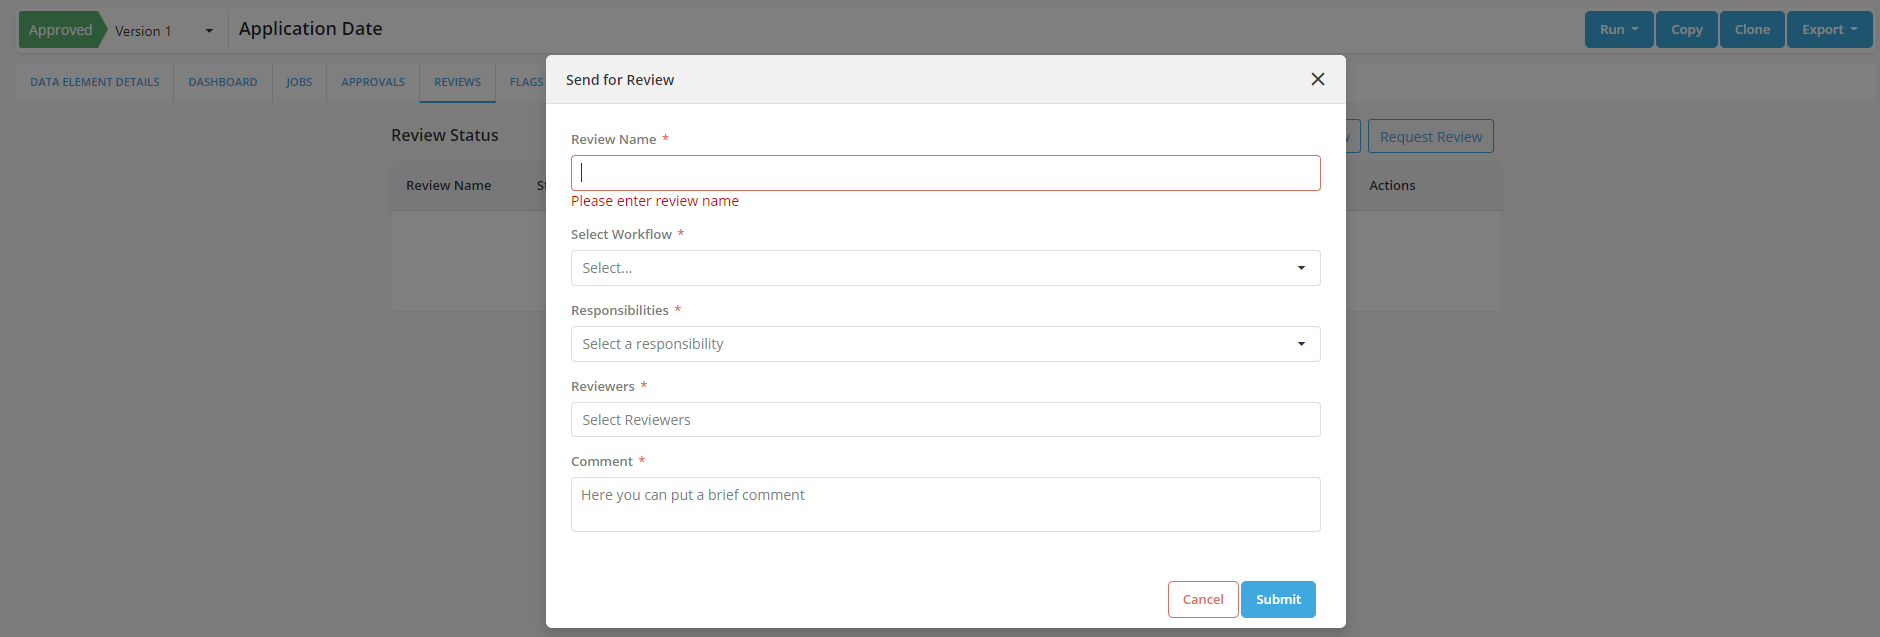 Approved Version 1 Application Date Run Copy Clone Export
DATA ELEMENT DETAILS DASHBOARD JOBS APPROVALS REVIEWS FLAGS
Send for Review
Review Status
Request Review
Review Name Actions
Review Name *
Please enter review name
Select Workflow *
Select...
Responsibilities *
Select a responsibility
Reviewers *
Select Reviewers
Comment *
Here you can put a brief comment
Cancel Submit